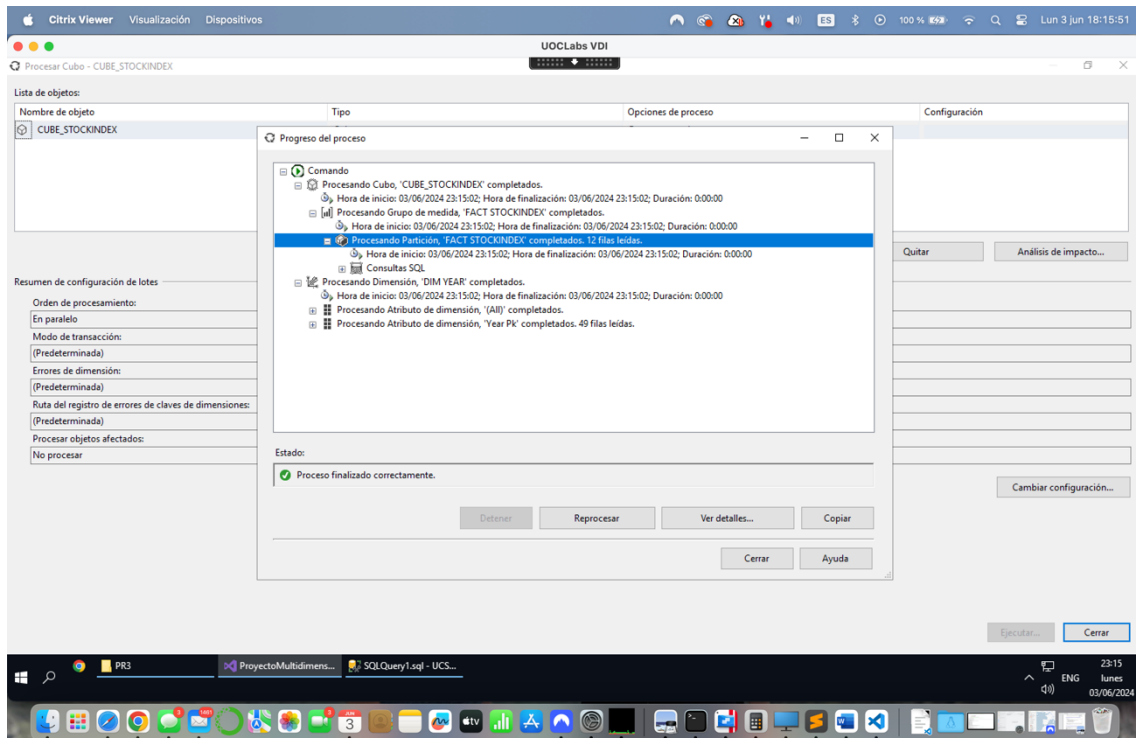 Citrix Viewer Visualización Dispositivos ES 100 % Lun 3 jun 18:15:51
UOCLabs VDI
Procesar Cubo - CUBE_STOCKINDEX
Lista de objetos:
Nombre de objeto Tipo Opciones de proceso Configuración
CUBE_STOCKINDEX
Progreso del proceso
Comando
Procesando Cubo, 'CUBE_STOCKINDEX' completados.
Hora de inicio: 03/06/2024 23:15:02; Hora de finalización: 03/06/2024 23:15:02; Duración: 0:00:00
Procesando Grupo de medida, 'FACT STOCKINDEX' completados.
Hora de inicio: 03/06/2024 23:15:02; Hora de finalización: 03/06/2024 23:15:02; Duración: 0:00:00
Procesando Partición, 'FACT STOCKINDEX' completados. 12 filas leídas.
Hora de inicio: 03/06/2024 23:15:02; Hora de finalización: 03/06/2024 23:15:02; Duración: 0:00:00
Consultas SQL
Procesando Dimensión, 'DIM YEAR' completados.
Hora de inicio: 03/06/2024 23:15:02; Hora de finalización: 03/06/2024 23:15:02; Duración: 0:00:00
Procesando Atributo de dimensión, '(All)' completados.
Procesando Atributo de dimensión, 'Year Pk' completados. 49 filas leídas.
Quitar Análisis de impacto...
Resumen de configuración de lotes
Orden de procesamiento:
En paralelo
Modo de transacción:
(Predeterminada)
Errores de dimensión:
(Predeterminada)
Ruta del registro de errores de claves de dimensiones:
(Predeterminada)
Procesar objetos afectados:
No procesar
Estado:
Proceso finalizado correctamente.
Cambiar configuración...
Detener Reprocesar Ver detalles... Copiar
Cerrar Ayuda
Ejecutar... Cerrar
PR3 ProyectoMultidimens... SQLQuery1.sql - UCS...
ENG
23:15
lunes
03/06/2024
JUN
3
tv